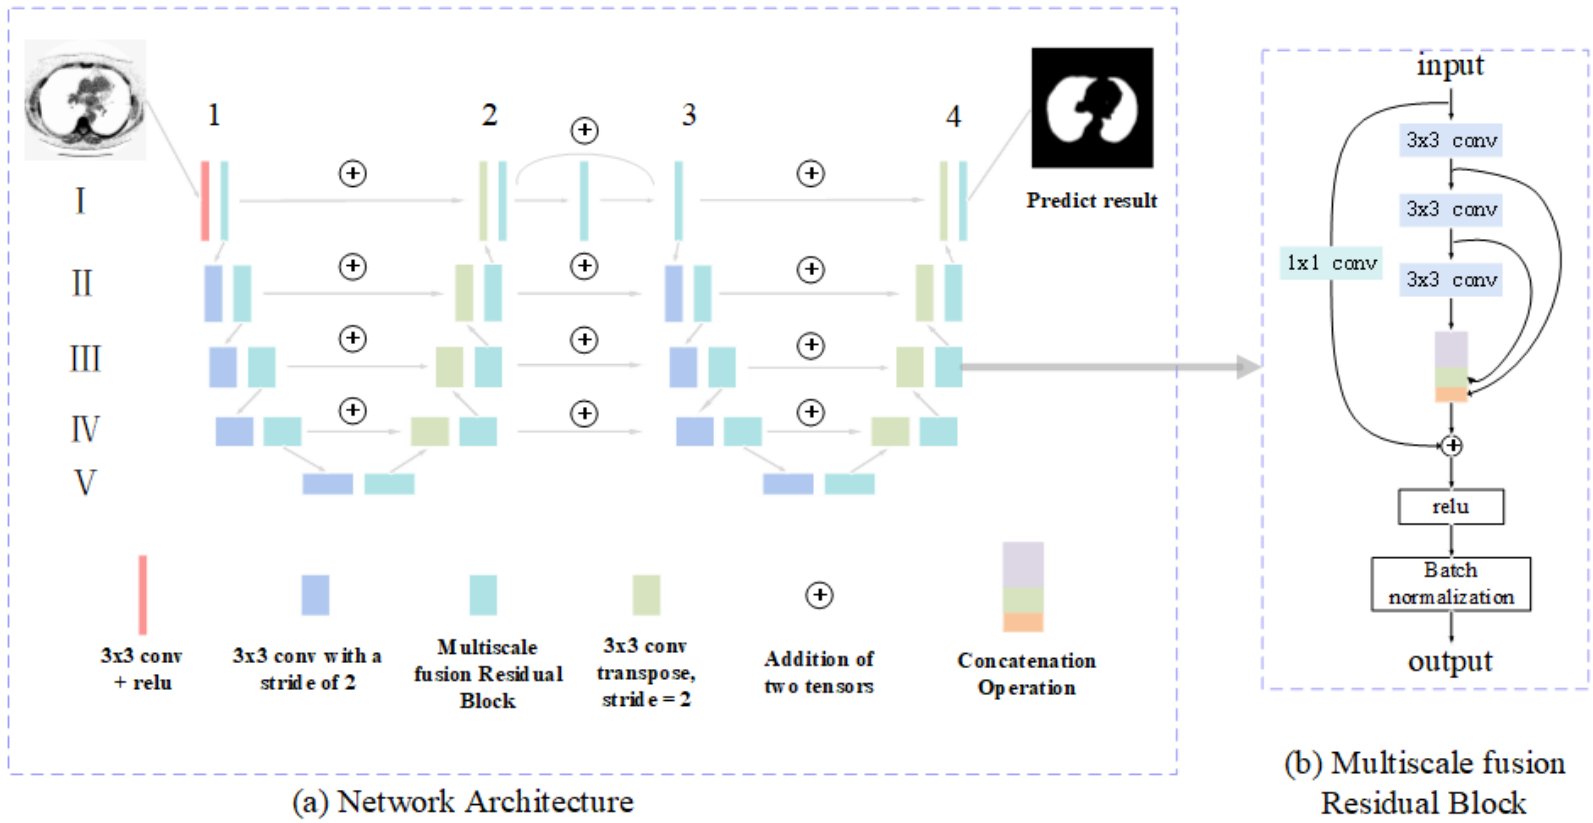 1
2
3
4
I
II
III
IV
V
Predict result
3x3 conv
+ relu
3x3 conv with a
stride of 2
Multiscale
fusion Residual
Block
3x3 conv
transpose,
stride = 2
Addition of
two tensors
Concatenation
Operation
(a) Network Architecture
input
3x3 conv
3x3 conv
1x1 conv
3x3 conv
relu
Batch
normalization
output
(b) Multiscale fusion
Residual Block